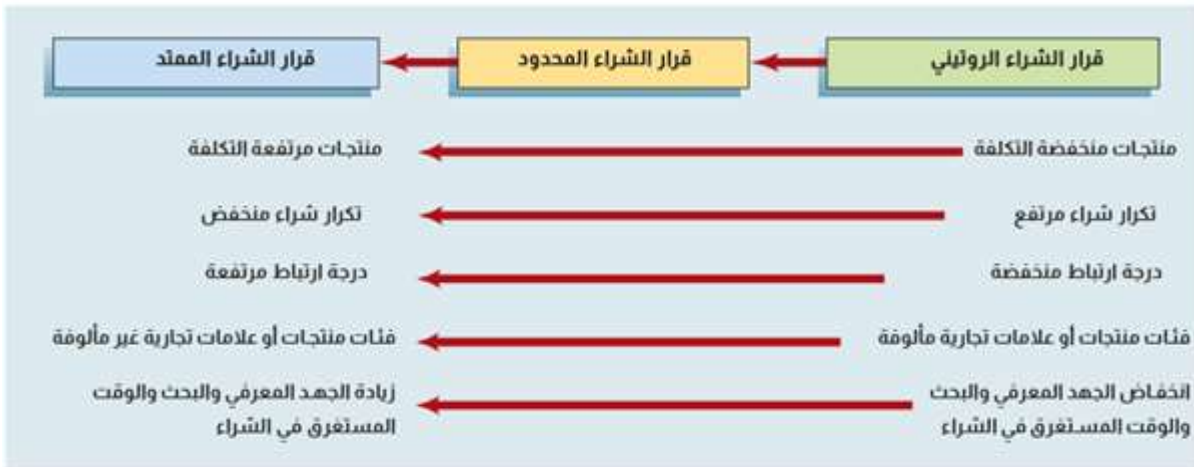 قرار الشراء الروتيني
قرار الشراء المحدود
قرار الشراء الممتد
منتجات منخفضة التكلفة
منتجات مرتفعة التكلفة
تكرار شراء مرتفع
تكرار شراء منخفض
درجة ارتباط منخفضة
درجة ارتباط مرتفعة
فئات منتجات أو علامات تجارية مألوفة
فئات منتجات أو علامات تجارية غير مألوفة
انخفاض الجهد المعرفي والبحث
والوقت المستغرق في الشراء
زيادة الجهد المعرفي والبحث والوقت
المستغرق في الشراء